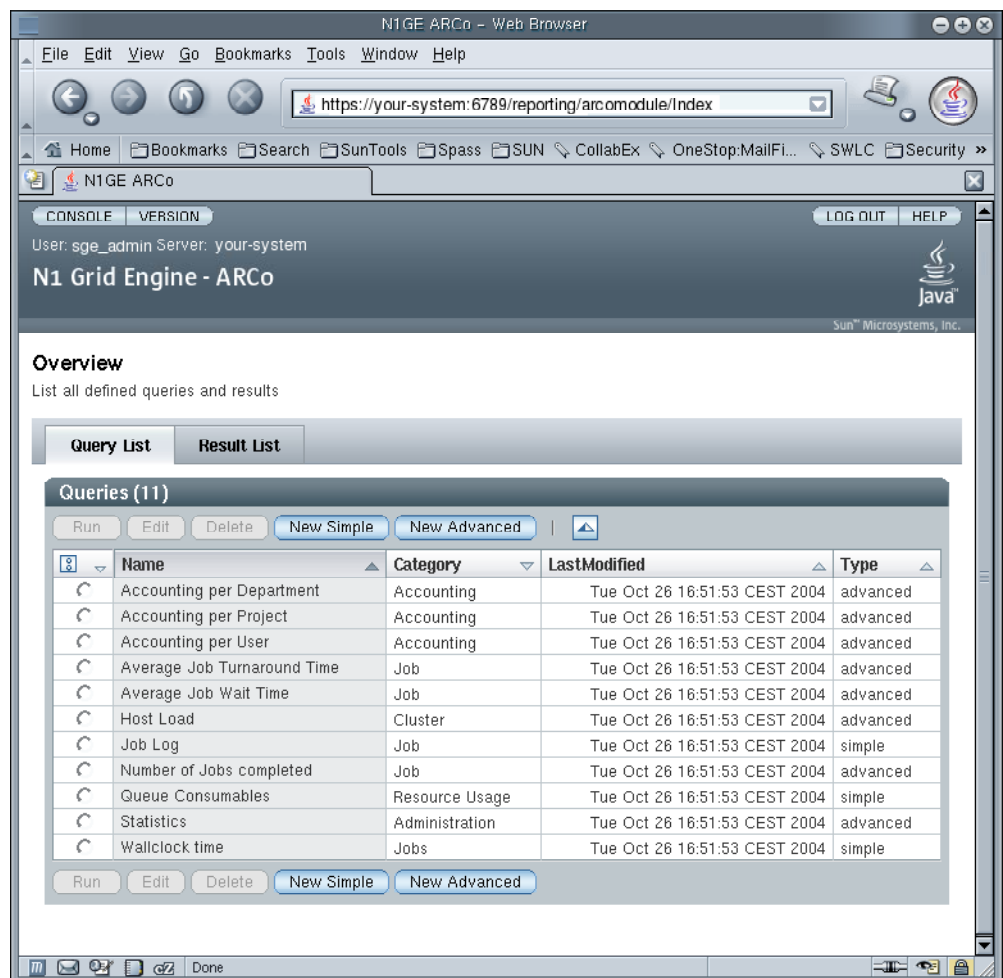 N1GE ARCo - Web Browser
File Edit View Go Bookmarks Tools Window Help
https://your-system:6789/reporting/arcomodule/Index
Home Bookmarks Search SunTools Spass SUN CollabEx OneStop:MailFi... SWLC Security »
N1GE ARCo
CONSOLE VERSION LOG OUT HELP
User: sge_admin Server: your-system
N1 Grid Engine - ARCo
Java™
Sun™ Microsystems, Inc.
Overview
List all defined queries and results
Query List Result List
Queries (11)
Run Edit Delete New Simple New Advanced |
Name Category LastModified Type
Accounting per Department Accounting Tue Oct 26 16:51:53 CEST 2004 advanced
Accounting per Project Accounting Tue Oct 26 16:51:53 CEST 2004 advanced
Accounting per User Accounting Tue Oct 26 16:51:53 CEST 2004 advanced
Average Job Turnaround Time Job Tue Oct 26 16:51:53 CEST 2004 advanced
Average Job Wait Time Job Tue Oct 26 16:51:53 CEST 2004 advanced
Host Load Cluster Tue Oct 26 16:51:53 CEST 2004 advanced
Job Log Job Tue Oct 26 16:51:53 CEST 2004 simple
Number of Jobs completed Job Tue Oct 26 16:51:53 CEST 2004 advanced
Queue Consumables Resource Usage Tue Oct 26 16:51:53 CEST 2004 simple
Statistics Administration Tue Oct 26 16:51:53 CEST 2004 advanced
Wallclock time Jobs Tue Oct 26 16:51:53 CEST 2004 simple
Run Edit Delete New Simple New Advanced
Done